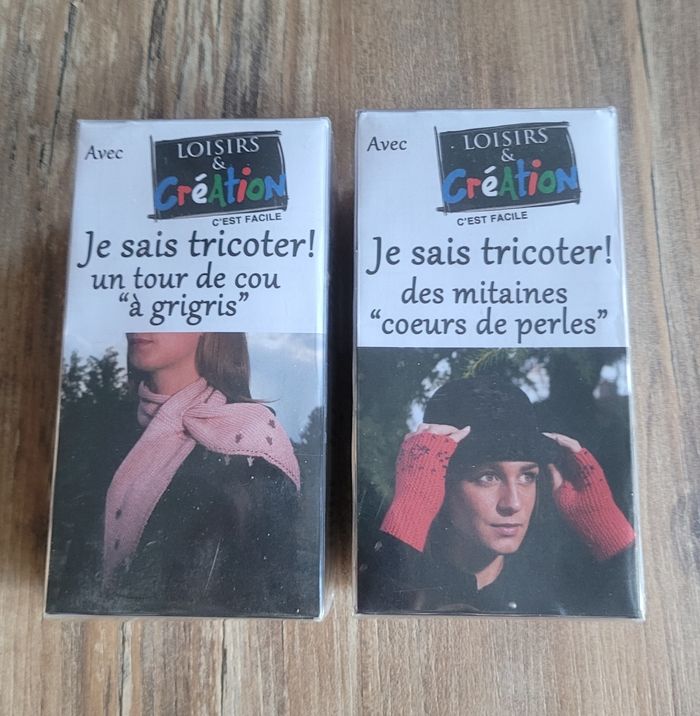 Avec
LOISIRS
&
CréATION
C'EST FACILE
Je sais tricoter!
un tour de cou
“à grigris”
Avec
LOISIRS
&
CréATION
C'EST FACILE
Je sais tricoter!
des mitaines
“coeurs de perles”